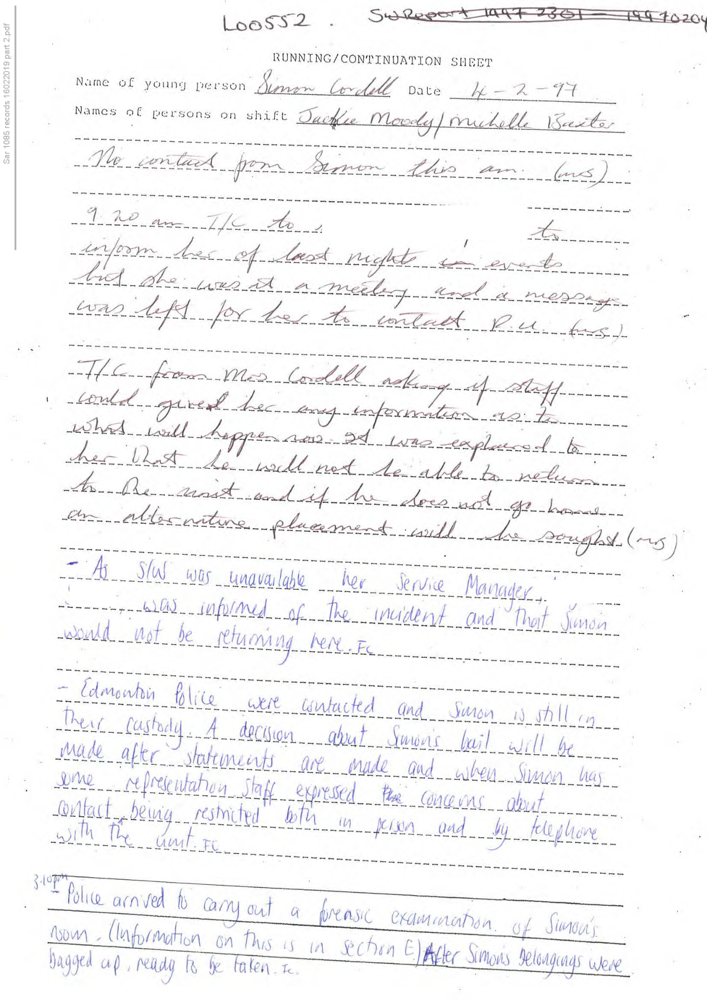 L00552 . SW Report 1997 2301 — 19970204
Sar 1085 records 16022019 part 2.pdf
RUNNING/CONTINUATION SHEET
Name of young person Simon Cordell Date 4-2-97
Names of persons on shift Jackie Moody / Michelle Baxter
No contact from Simon this am. (MS)
9.20 am T/C to to
inform her of last nights events
but she was at a meeting and a message
was left for her to contact R.U. (MS)
T/C from Mrs Cordell asking if staff
could give her any information as to
what will happen now. It was explained to
her that he will not be able to return
to the unit and if he does not go home
an alternative placement will be sought. (MS)
- As S/W was unavailable her Service Manager,
was informed of the incident and that Simon
would not be returning here. FC
- Edmonton Police were contacted and Simon is still in
their custody. A decision about Simon's bail will be
made after statements are made and when Simon has
some representation. Staff expressed concerns about
contact being restricted both in person and by telephone
with the unit. FC
3.10pm
- Police arrived to carry out a forensic examination of Simon's
room. (Information on this is in section E.) After Simon's Belongings were
bagged up, ready to be taken. Fc.